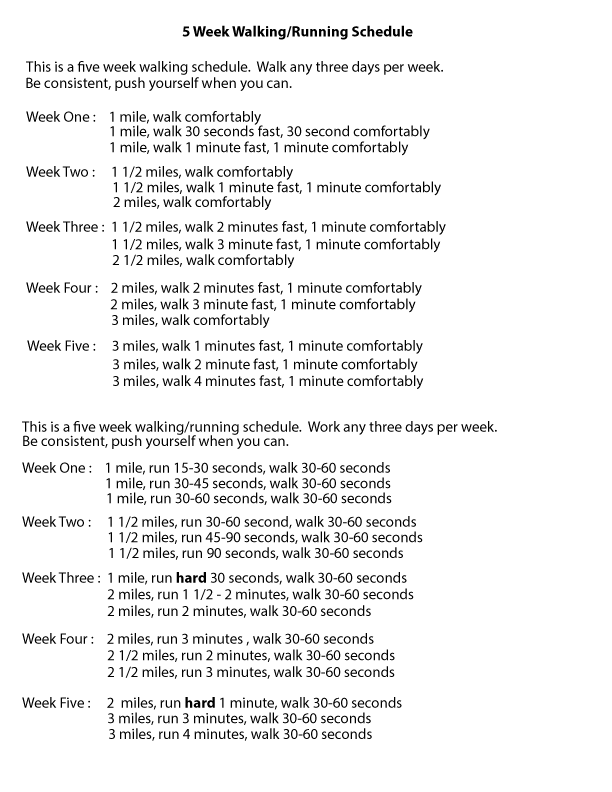 5 Week Walking/Running Schedule
This is a five week walking schedule.  Walk any three days per week.
Be consistent, push yourself when you can.
Week One :   1 mile, walk comfortably
1 mile, walk 30 seconds fast, 30 second comfortably
1 mile, walk 1 minute fast, 1 minute comfortably
Week Two :    1 1/2 miles, walk comfortably
1 1/2 miles, walk 1 minute fast, 1 minute comfortably
2 miles, walk comfortably
Week Three :  1 1/2 miles, walk 2 minutes fast, 1 minute comfortably
1 1/2 miles, walk 3 minute fast, 1 minute comfortably
2 1/2 miles, walk comfortably
Week Four :   2 miles, walk 2 minutes fast, 1 minute comfortably
2 miles, walk 3 minute fast, 1 minute comfortably
3 miles, walk comfortably
Week Five :    3 miles, walk 1 minutes fast, 1 minute comfortably
3 miles, walk 2 minute fast, 1 minute comfortably
3 miles, walk 4 minutes fast, 1 minute comfortably
This is a five week walking/running schedule.  Work any three days per week.
Be consistent, push yourself when you can.
Week One :   1 mile, run 15-30 seconds, walk 30-60 seconds
1 mile, run 30-45 seconds, walk 30-60 seconds
1 mile, run 30-60 seconds, walk 30-60 seconds
Week Two :    1 1/2 miles, run 30-60 second, walk 30-60 seconds
1 1/2 miles, run 45-90 seconds, walk 30-60 seconds
1 1/2 miles, run 90 seconds, walk 30-60 seconds
Week Three :  1 mile, run hard 30 seconds, walk 30-60 seconds
2 miles, run 1 1/2 - 2 minutes, walk 30-60 seconds
2 miles, run 2 minutes, walk 30-60 seconds
Week Four :   2 miles, run 3 minutes , walk 30-60 seconds
2 1/2 miles, run 2 minutes, walk 30-60 seconds
2 1/2 miles, run 3 minutes, walk 30-60 seconds
Week Five :    2  miles, run hard 1 minute, walk 30-60 seconds
3 miles, run 3 minutes, walk 30-60 seconds
3 miles, run 4 minutes, walk 30-60 seconds